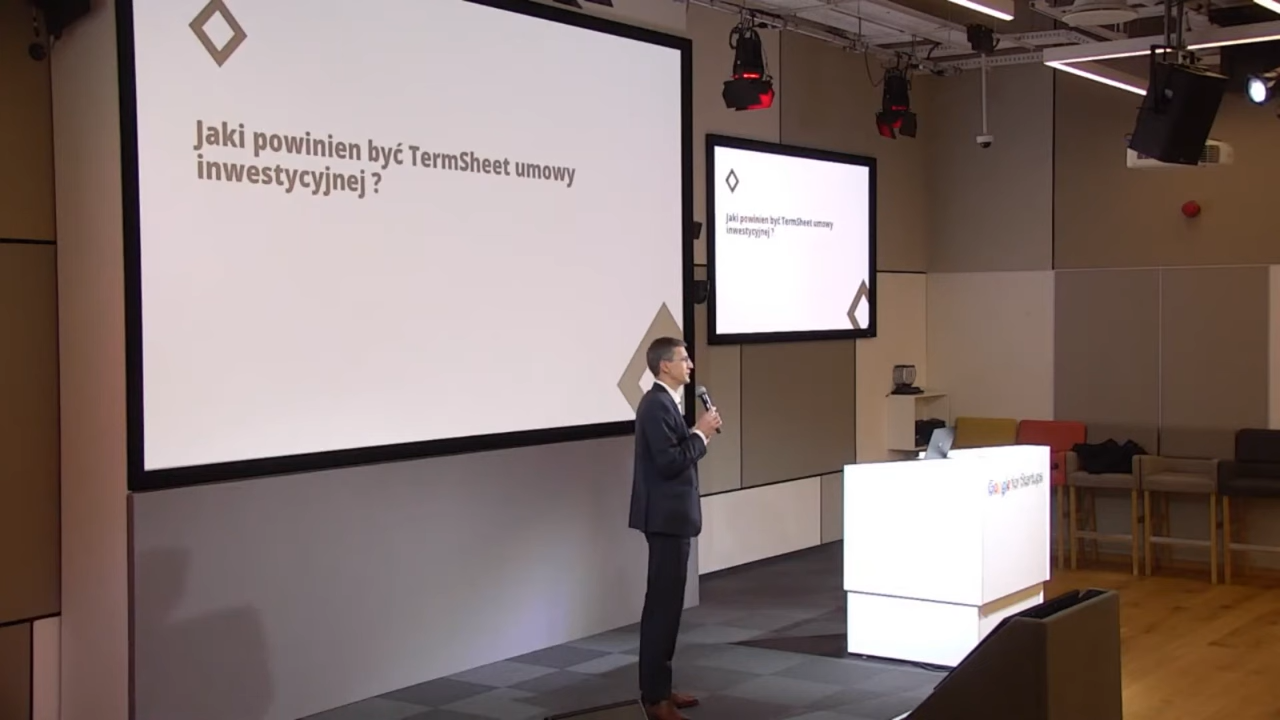 Jaki powinien być TermSheet umowy
inwestycyjnej ?
Jaki powinien być TermSheet umowy
inwestycyjnej ?
Google for Startups